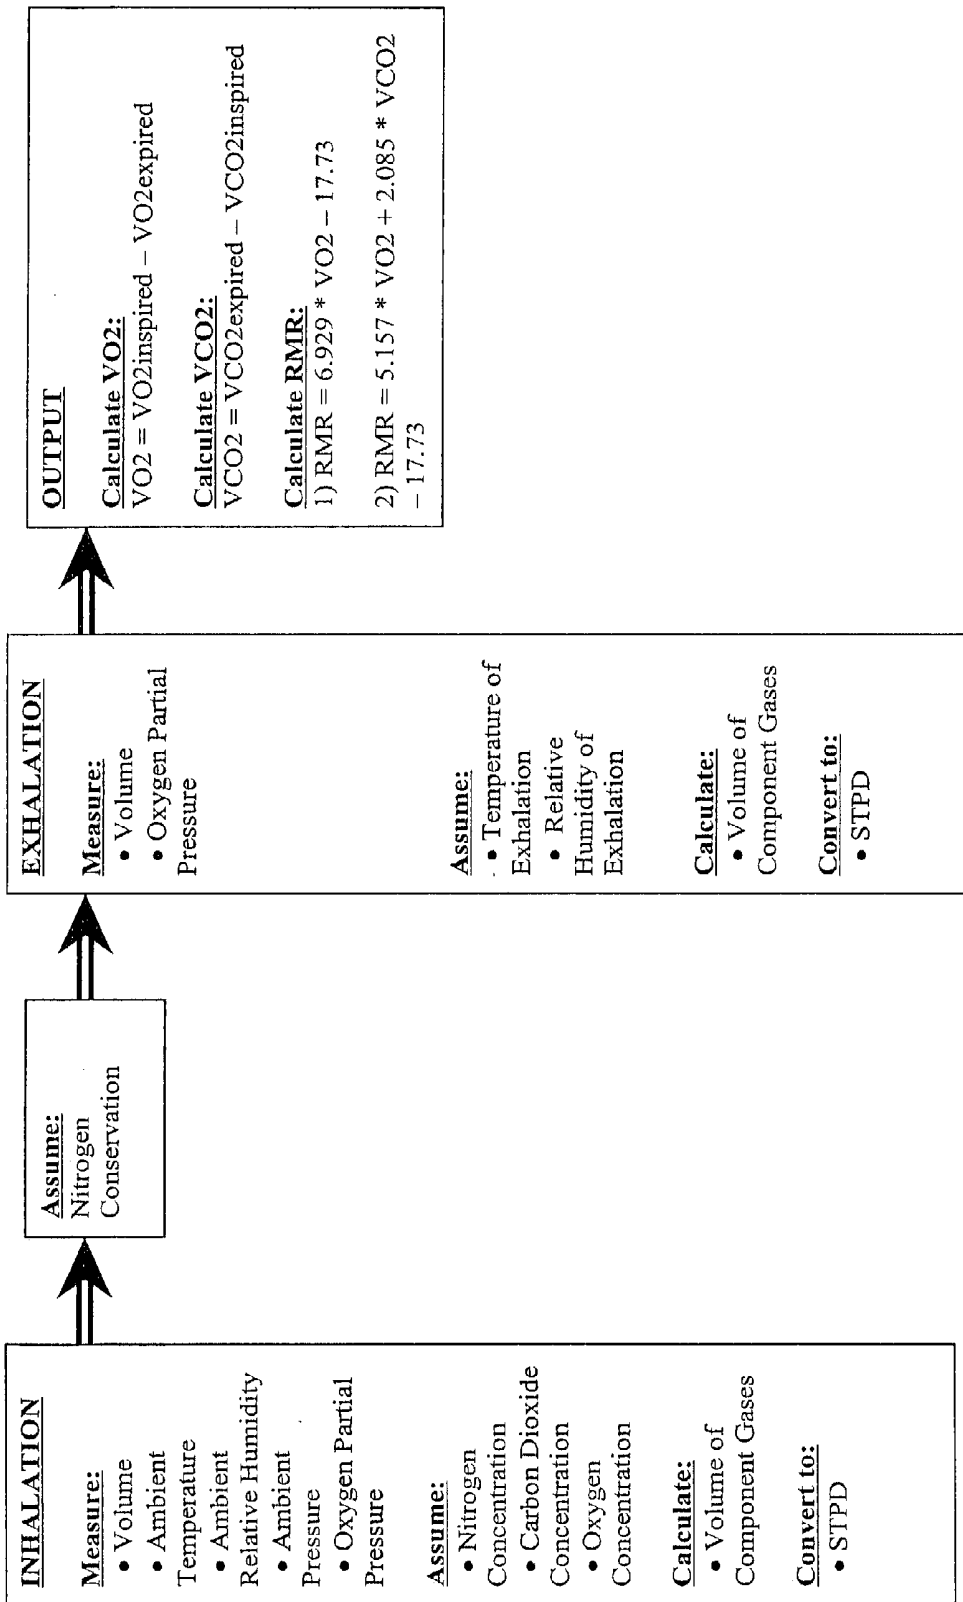 INHALATION
Measure:
• Volume
• Ambient
Temperature
• Ambient
Relative Humidity
• Ambient
Pressure
• Oxygen Partial
Pressure
Assume:
• Nitrogen
Concentration
• Carbon Dioxide
Concentration
• Oxygen
Concentration
Calculate:
• Volume of
Component Gases
Convert to:
• STPD
Assume:
Nitrogen
Conservation
EXHALATION
Measure:
• Volume
• Oxygen Partial
Pressure
Assume:
• Temperature of
Exhalation
• Relative
Humidity of
Exhalation
Calculate:
• Volume of
Component Gases
Convert to:
• STPD
OUTPUT
Calculate VO2:
VO2 = VO2inspired – VO2expired
Calculate VCO2:
VCO2 = VCO2expired – VCO2inspired
Calculate RMR:
1) RMR = 6.929 * VO2 – 17.73
2) RMR = 5.157 * VO2 + 2.085 * VCO2
– 17.73